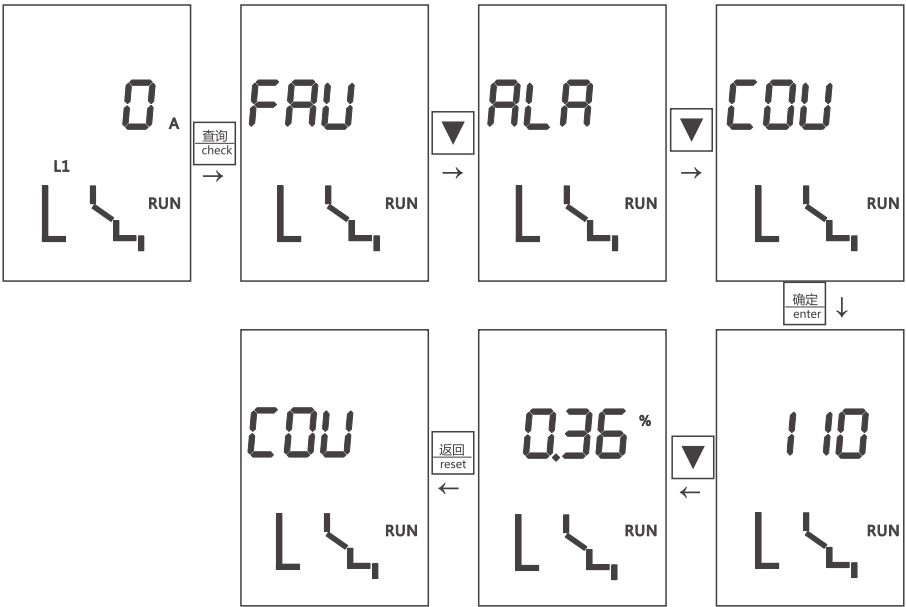 0 A
L1
RUN
查询
check
→
FAU
RUN
▼
→
ALA
RUN
▼
→
COU
RUN
确定
enter
↓
110
RUN
▼
←
0.36 %
RUN
返回
reset
←
COU
RUN